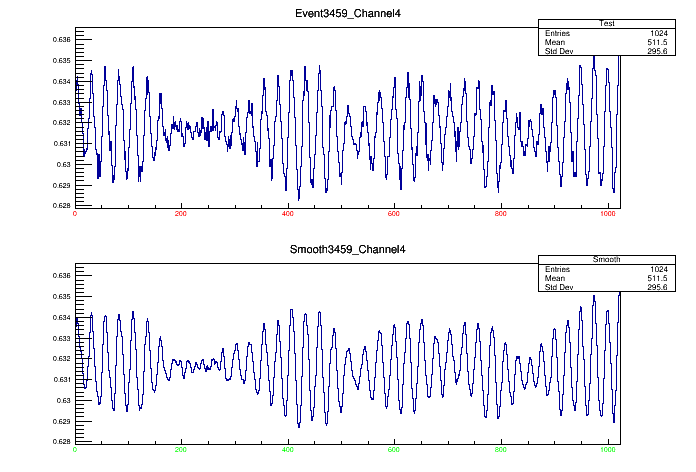 Event3459_Channel4
Test
Entries 1024
Mean 511.5
Std Dev 295.6
0.636
0.635
0.634
0.633
0.632
0.631
0.63
0.629
0.628
0 200 400 600 800 1000
Smooth3459_Channel4
Smooth
Entries 1024
Mean 511.5
Std Dev 295.6
0.636
0.635
0.634
0.633
0.632
0.631
0.63
0.629
0.628
0 200 400 600 800 1000